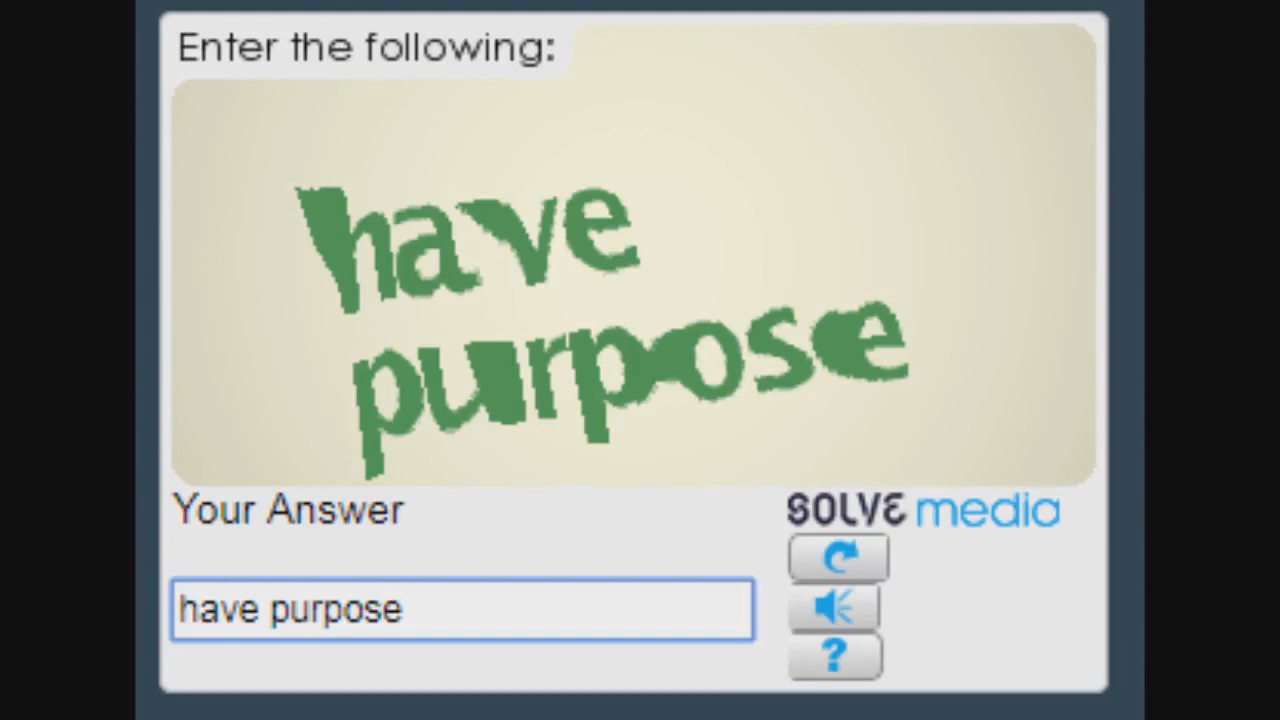 Enter the following:
have
purpose
Your Answer
SOLVE media
have purpose
?